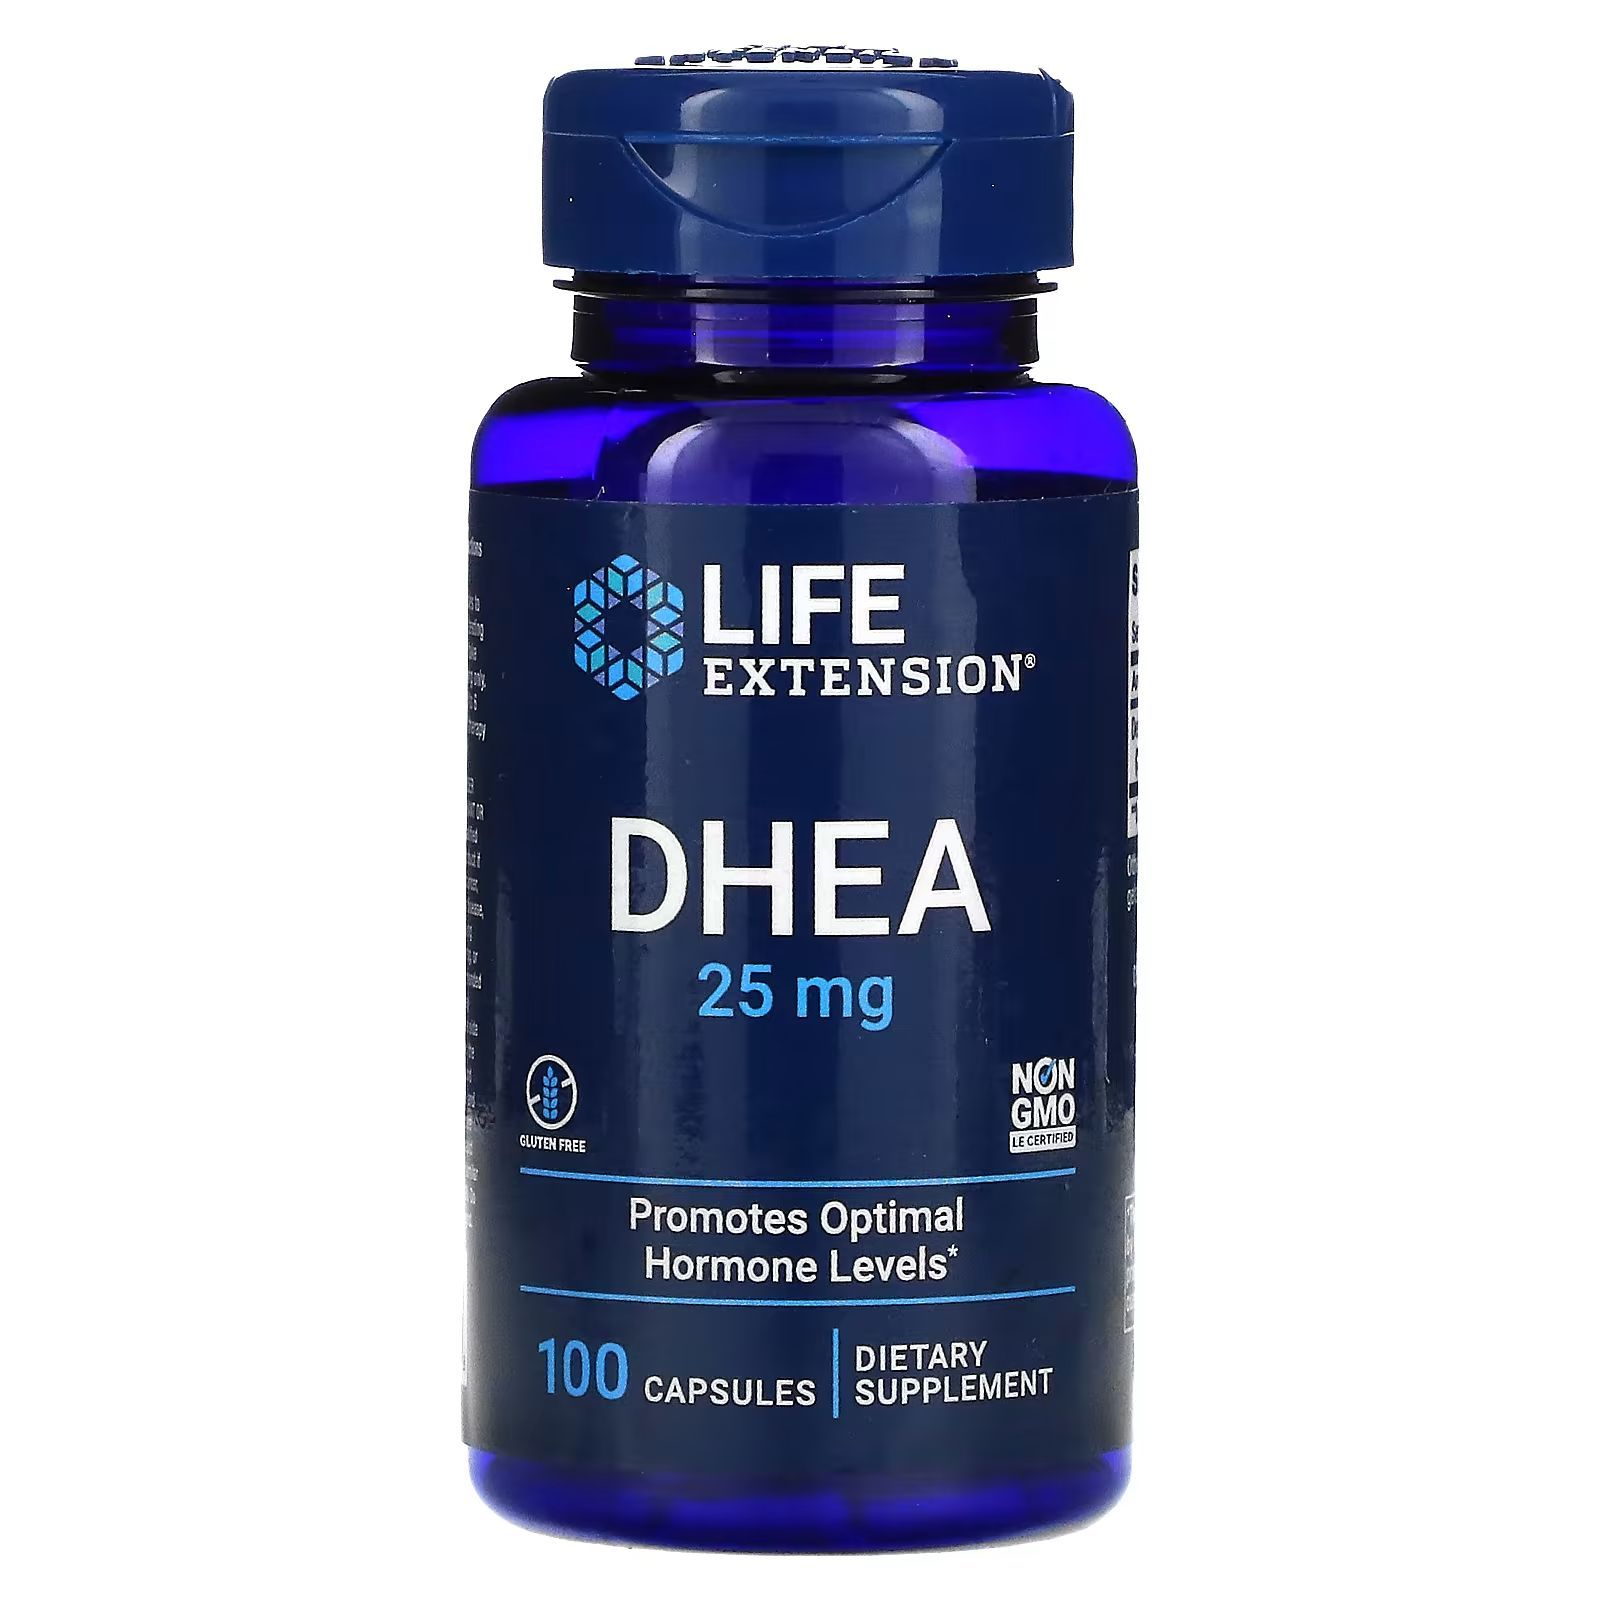 LIFE
EXTENSION®
DHEA
25 mg
GLUTEN FREE
NON
GMO
LE CERTIFIED
Promotes Optimal
Hormone Levels*
100 CAPSULES
DIETARY
SUPPLEMENT